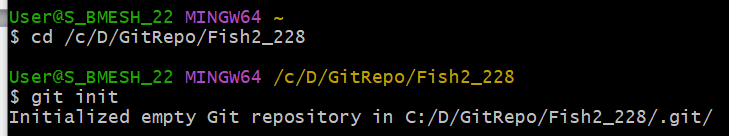 User@S_BMESH_22 MINGW64 ~
$ cd /c/D/GitRepo/Fish2_228
User@S_BMESH_22 MINGW64 /c/D/GitRepo/Fish2_228
$ git init
Initialized empty Git repository in C:/D/GitRepo/Fish2_228/.git/